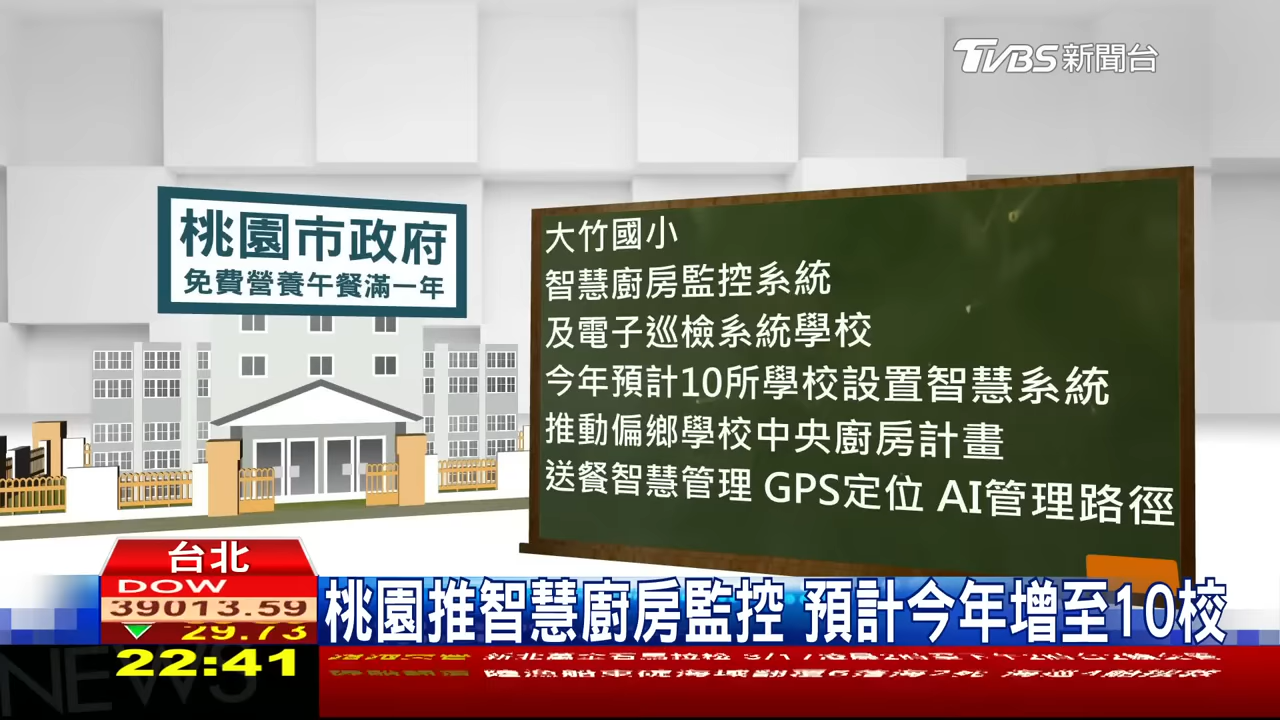 TVBS新聞台
桃園市政府
免費營養午餐滿一年
大竹國小
智慧廚房監控系統
及電子巡檢系統學校
今年預計10所學校設置智慧系統
推動偏鄉學校中央廚房計畫
送餐智慧管理 GPS定位 AI管理路徑
台北
DOW
39013.59
29.73
22:41
桃園推智慧廚房監控 預計今年增至10校
NEWS